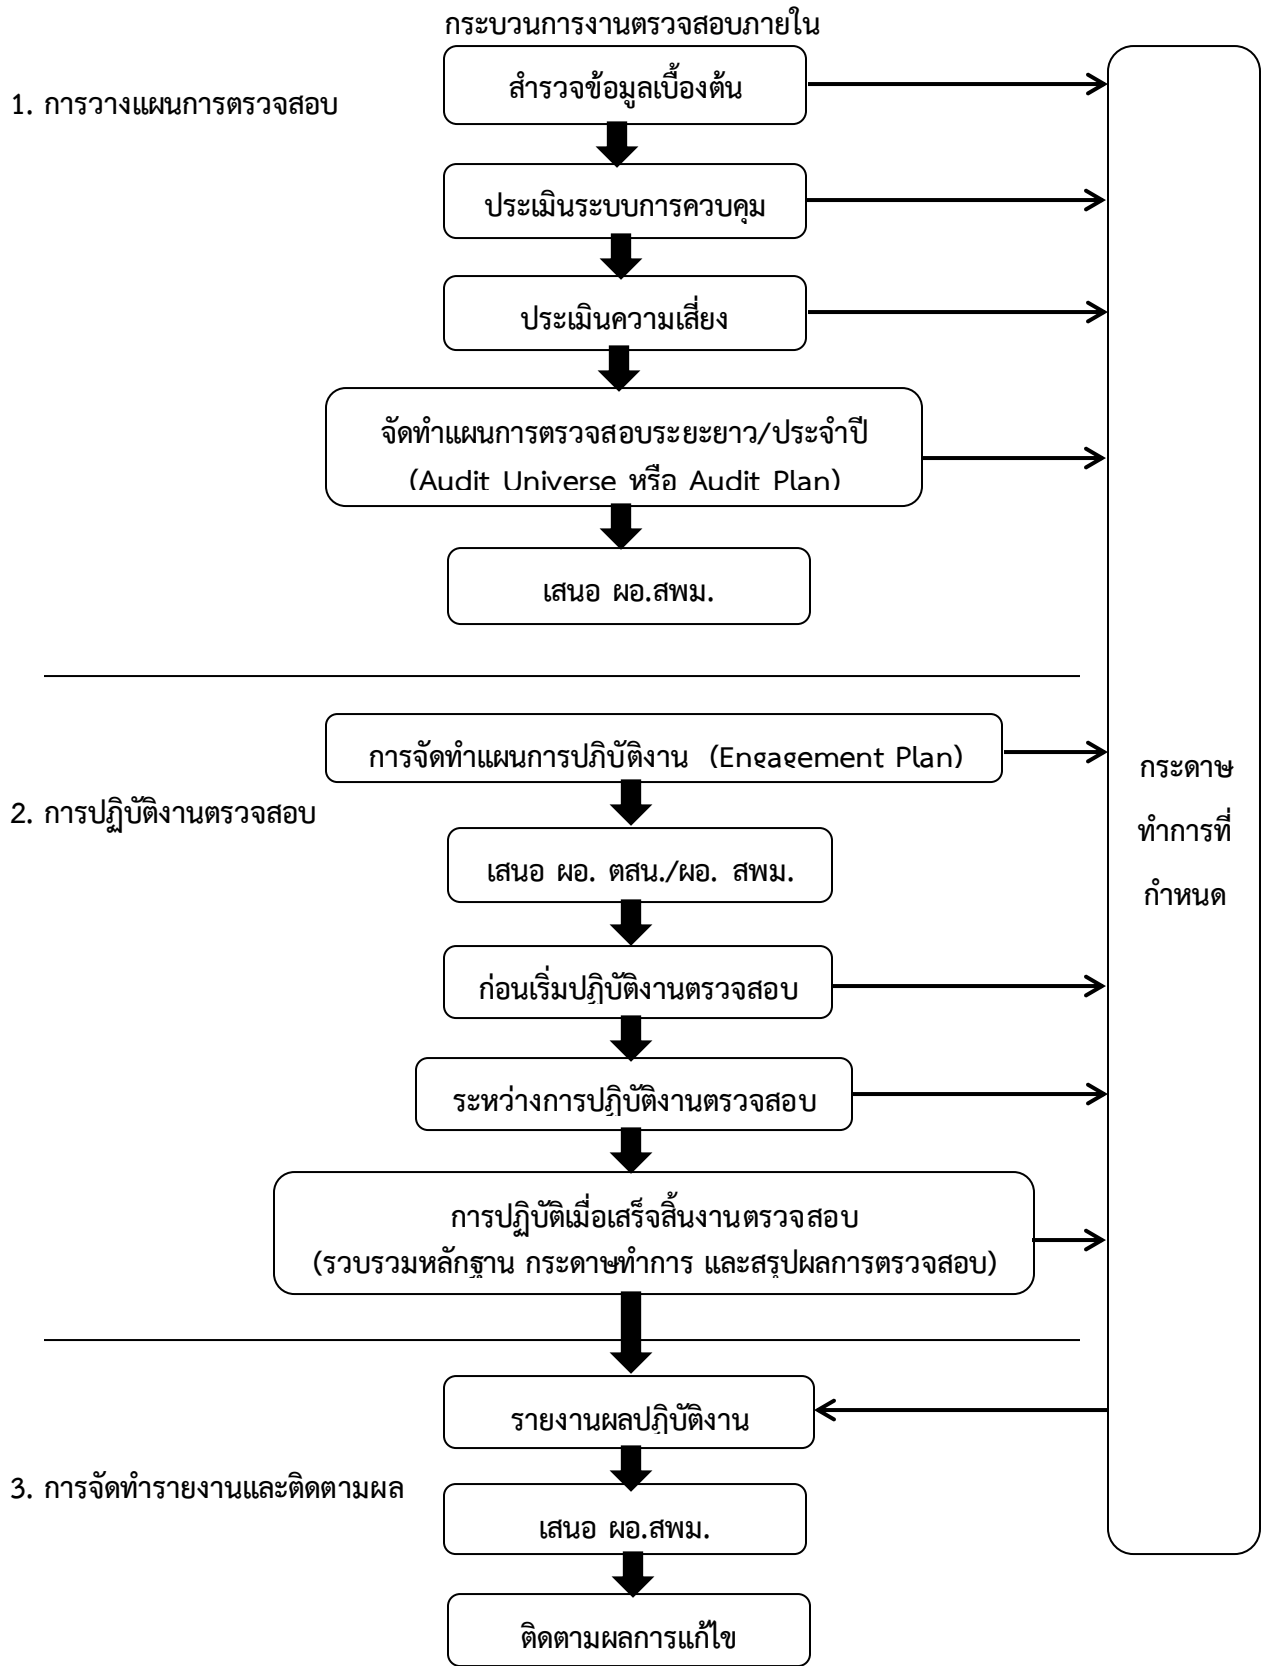 กระบวนการงานตรวจสอบภายใน
1. การวางแผนการตรวจสอบ
สำรวจข้อมูลเบื้องต้น
ประเมินระบบการควบคุม
ประเมินความเสี่ยง
จัดทำแผนการตรวจสอบระยะยาว/ประจำปี
(Audit Universe หรือ Audit Plan)
เสนอ ผอ.สพม.
การจัดทำแผนการปฏิบัติงาน (Engagement Plan)
2. การปฏิบัติงานตรวจสอบ
เสนอ ผอ. ตสน./ผอ. สพม.
ก่อนเริ่มปฏิบัติงานตรวจสอบ
ระหว่างการปฏิบัติงานตรวจสอบ
การปฏิบัติเมื่อเสร็จสิ้นงานตรวจสอบ
(รวบรวมหลักฐาน กระดาษทำการ และสรุปผลการตรวจสอบ)
กระดาษ
ทำการที่
กำหนด
รายงานผลปฏิบัติงาน
3. การจัดทำรายงานและติดตามผล
เสนอ ผอ.สพม.
ติดตามผลการแก้ไข